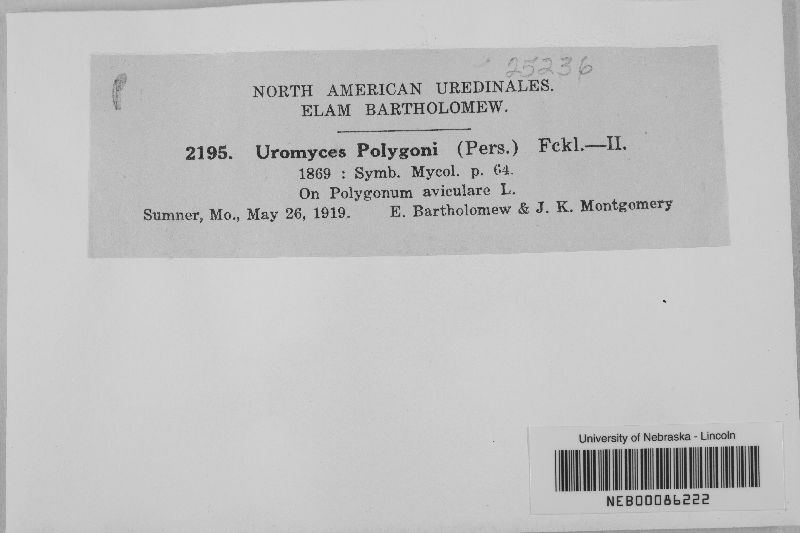 25236
NORTH AMERICAN UREDINALES.
ELAM BARTHOLOMEW.
2195. Uromyces Polygoni (Pers.) Fckl.—II.
1869 : Symb. Mycol. p. 64.
On Polygonum aviculare L.
Sumner, Mo., May 26, 1919. E. Bartholomew & J. K. Montgomery
University of Nebraska - Lincoln
NEB00086222